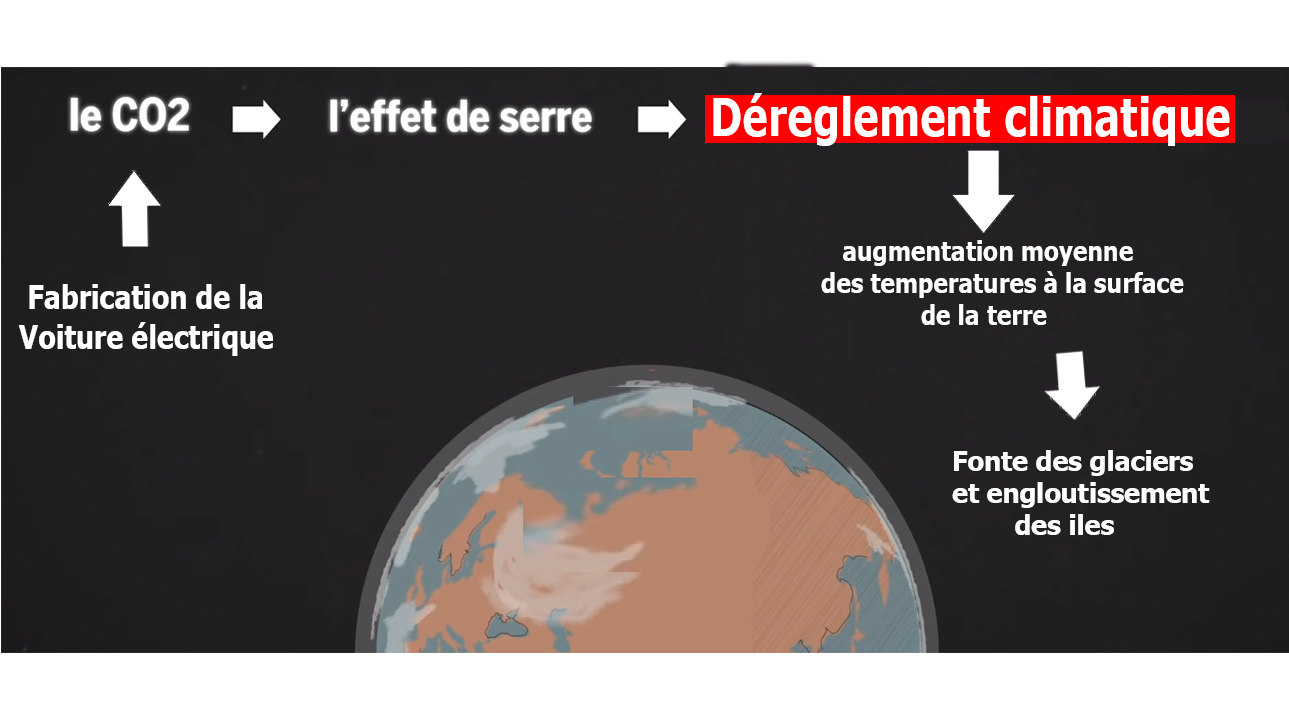 le CO2
l'effet de serre
Déreglement climatique
augmentation moyenne
des temperatures à la surface
de la terre
Fabrication de la
Voiture électrique
Fonte des glaciers
et engloutissement
des iles